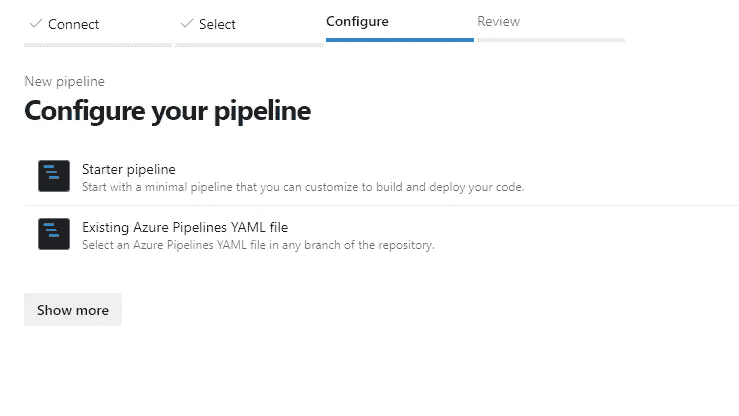 Connect Select Configure Review
New pipeline
Configure your pipeline
Starter pipeline
Start with a minimal pipeline that you can customize to build and deploy your code.
Existing Azure Pipelines YAML file
Select an Azure Pipelines YAML file in any branch of the repository.
Show more